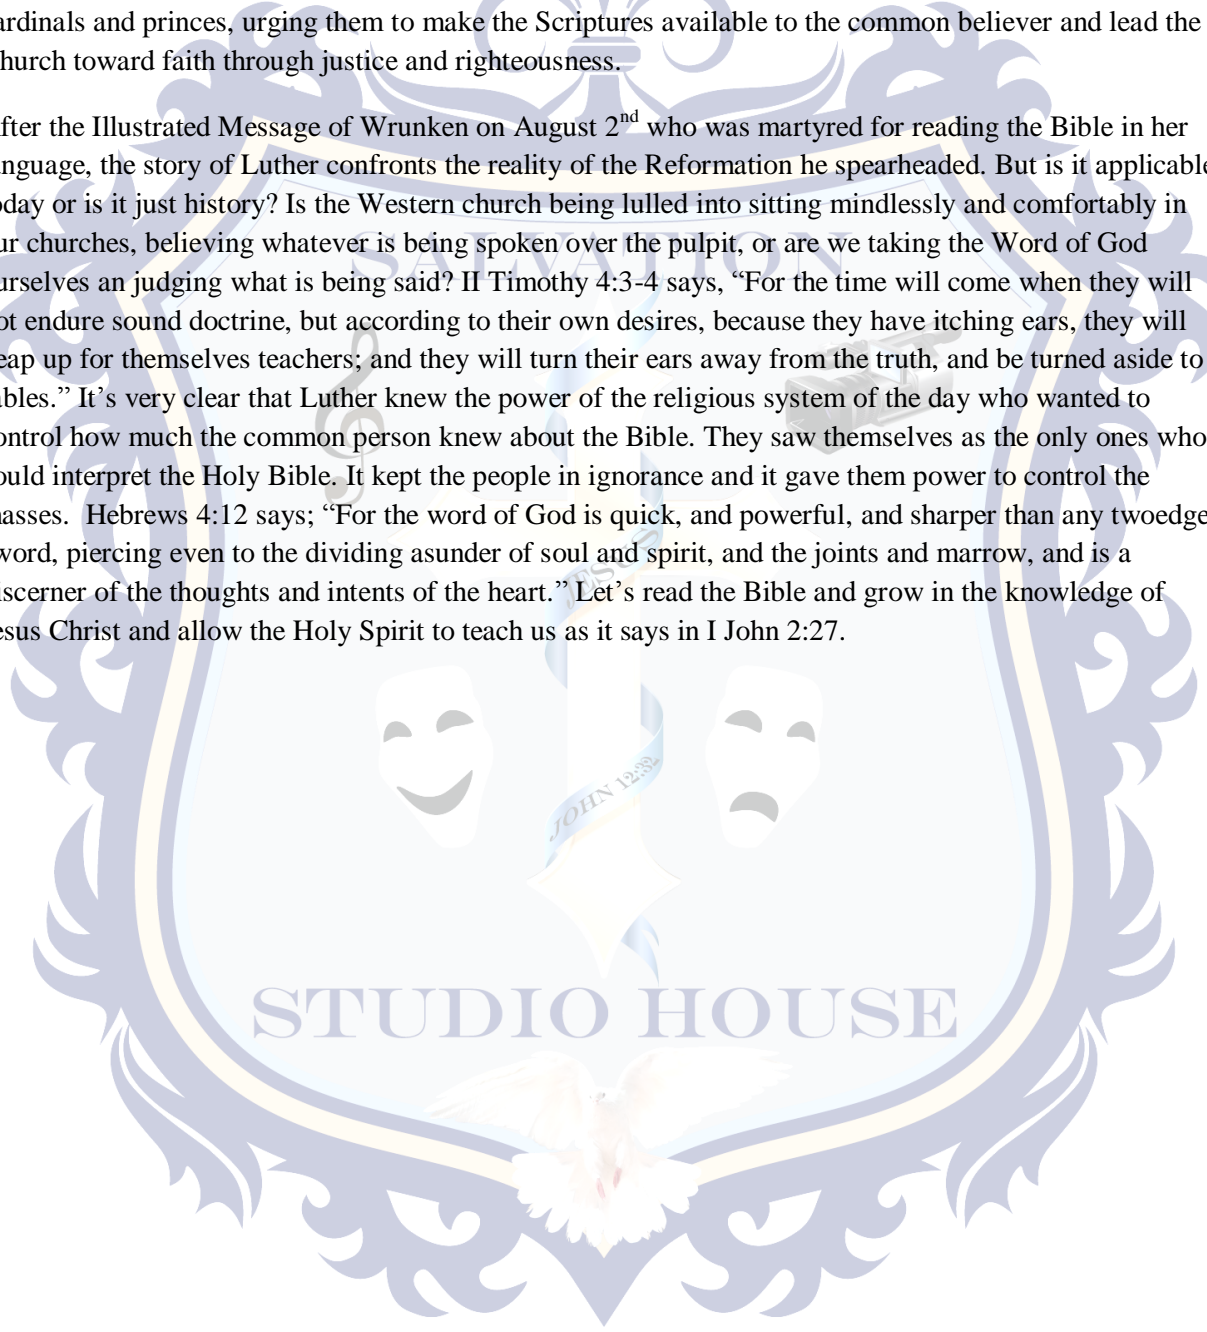 ardinals and princes, urging them to make the Scriptures available to the common believer and lead the
hurch toward faith through justice and righteousness.
fter the Illustrated Message of Wrunken on August 2nd who was martyred for reading the Bible in her
nguage, the story of Luther confronts the reality of the Reformation he spearheaded. But is it applicable
oday or is it just history? Is the Western church being lulled into sitting mindlessly and comfortably in
ur churches, believing whatever is being spoken over the pulpit, or are we taking the Word of God
urselves an judging what is being said? II Timothy 4:3-4 says, “For the time will come when they will
ot endure sound doctrine, but according to their own desires, because they have itching ears, they will
eap up for themselves teachers; and they will turn their ears away from the truth, and be turned aside to
ables.” It’s very clear that Luther knew the power of the religious system of the day who wanted to
ontrol how much the common person knew about the Bible. They saw themselves as the only ones who
ould interpret the Holy Bible. It kept the people in ignorance and it gave them power to control the
asses. Hebrews 4:12 says; “For the word of God is quick, and powerful, and sharper than any twoedge
word, piercing even to the dividing asunder of soul and spirit, and the joints and marrow, and is a
iscerner of the thoughts and intents of the heart.” Let’s read the Bible and grow in the knowledge of
esus Christ and allow the Holy Spirit to teach us as it says in I John 2:27.
SALVATION
JESUS
JOHN 12:32
STUDIO HOUSE